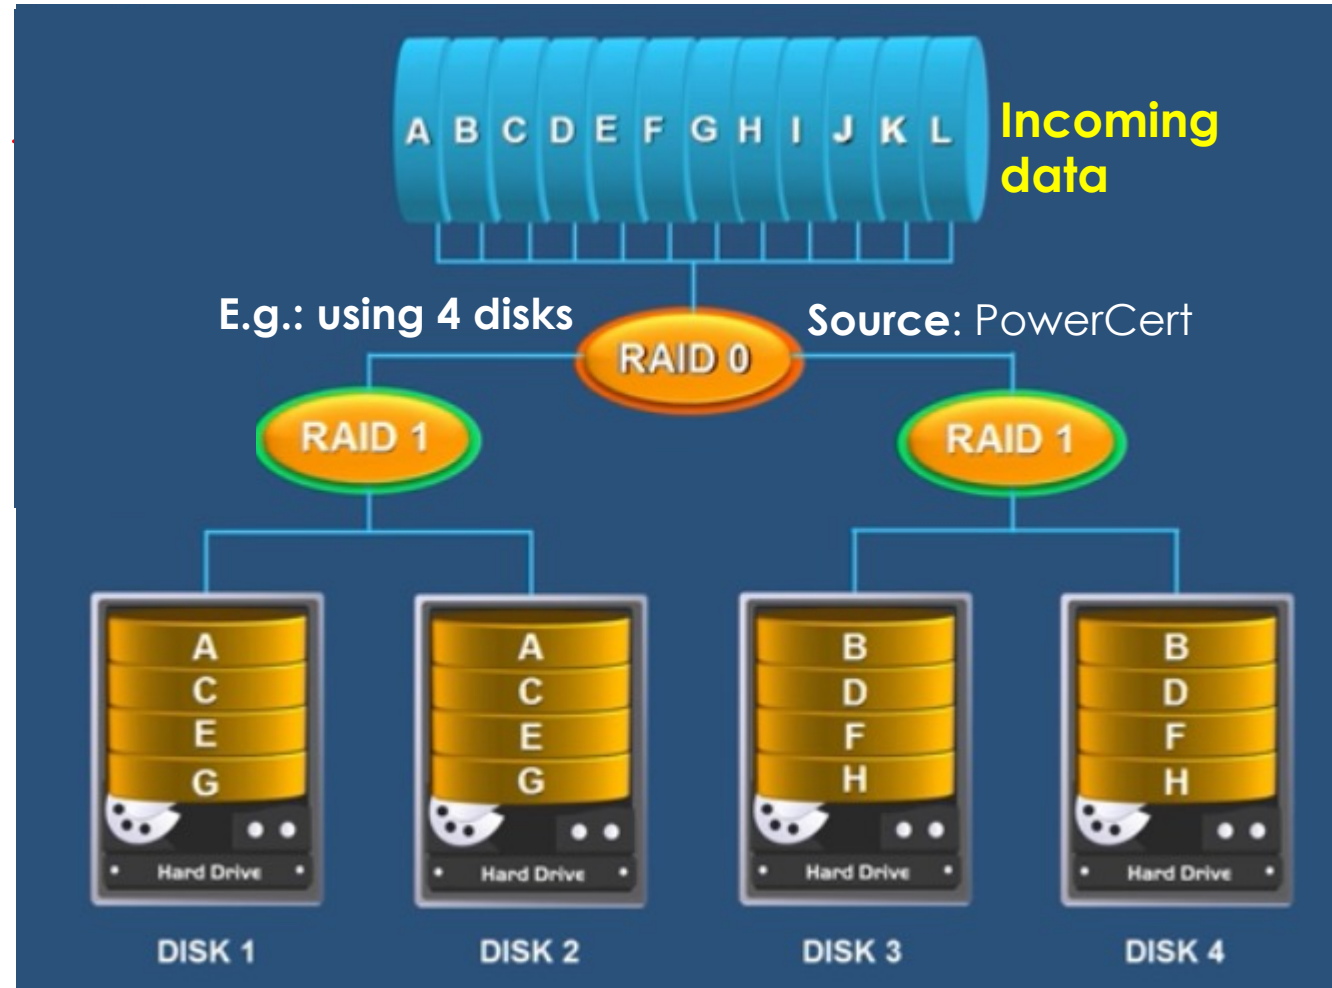 A B C D E F G H I J K L
Incoming
data
E.g.: using 4 disks
Source: PowerCert
RAID 0
RAID 1
RAID 1
A
C
E
G
Hard Drive
DISK 1
A
C
E
G
Hard Drive
DISK 2
B
D
F
H
Hard Drive
DISK 3
B
D
F
H
Hard Drive
DISK 4